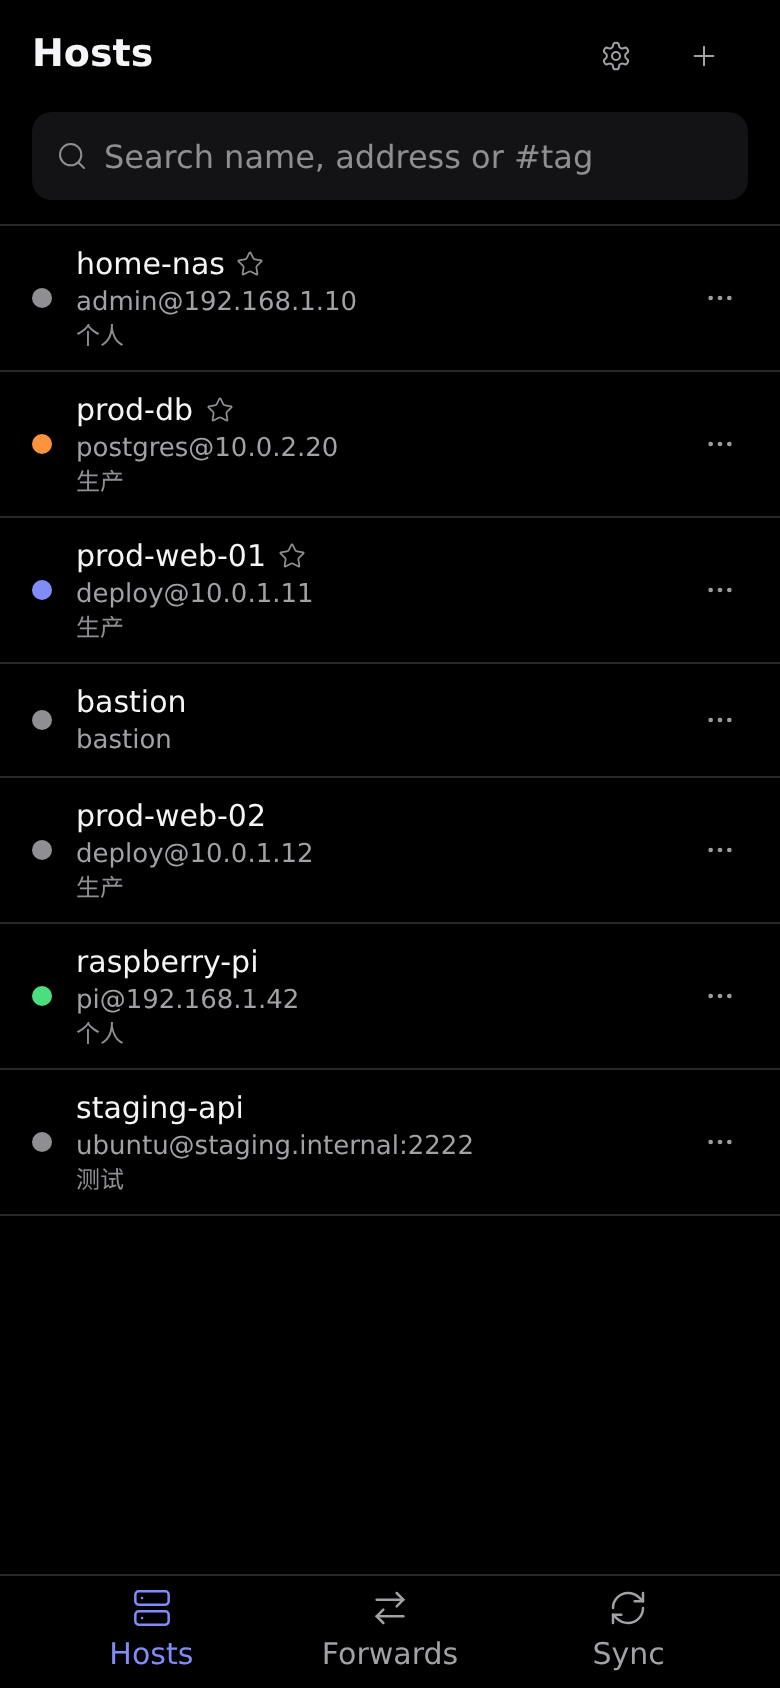 Hosts
Search name, address or #tag
home-nas
admin@192.168.1.10
个人
prod-db
postgres@10.0.2.20
生产
prod-web-01
deploy@10.0.1.11
生产
bastion
bastion
prod-web-02
deploy@10.0.1.12
生产
raspberry-pi
pi@192.168.1.42
个人
staging-api
ubuntu@staging.internal:2222
测试
Hosts
Forwards
Sync